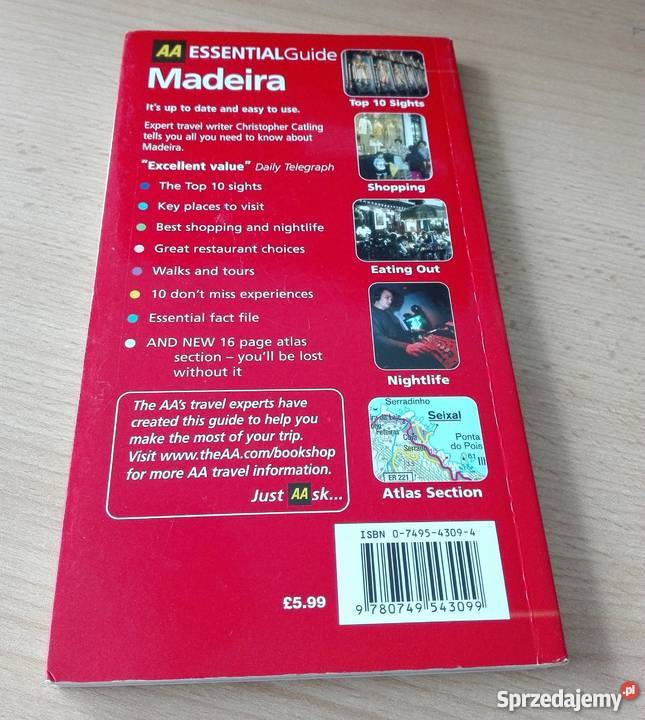 AA ESSENTIALGuide
Madeira
It's up to date and easy to use.
Expert travel writer Christopher Catling
tells you all you need to know about
Madeira.
"Excellent value" Daily Telegraph
The Top 10 sights
Key places to visit
Best shopping and nightlife
Great restaurant choices
Walks and tours
10 don't miss experiences
Essential fact file
AND NEW 16 page atlas
section – you'll be lost
without it
The AA's travel experts have
created this guide to help you
make the most of your trip.
Visit www.theAA.com/bookshop
for more AA travel information.
Just AAsk...
Top 10 Sights
Shopping
Eating Out
Nightlife
Serradinho
Seixal
Ponta
do Pois
ER 221
Atlas Section
ISBN 0-7495-4309-4
9 780749 543099
£5.99
Sprzedajemy.pl